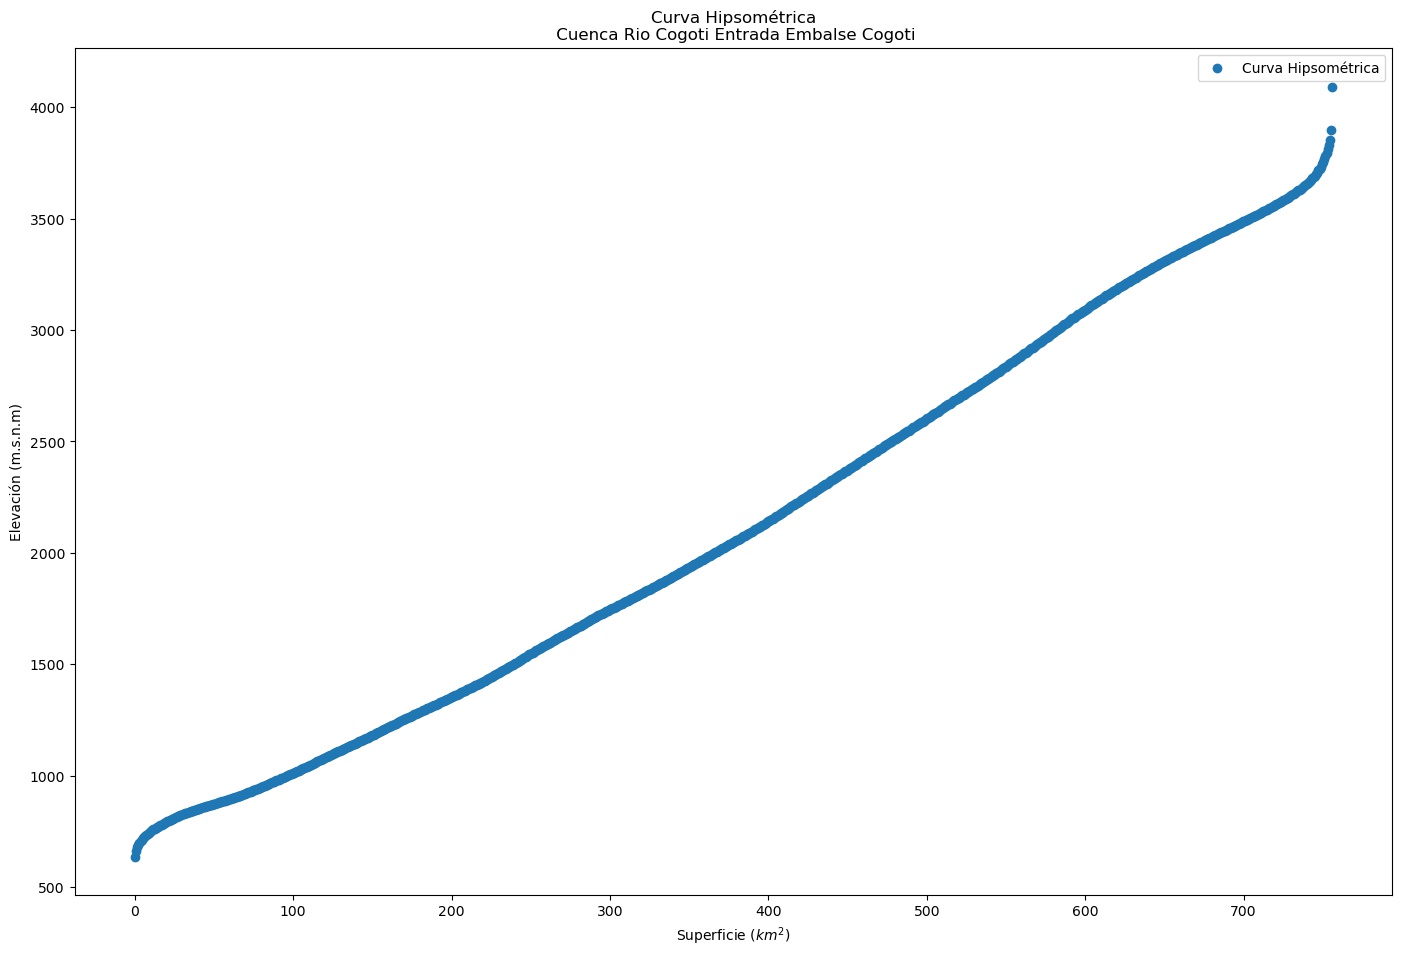 Curva Hipsométrica
Cuenca Rio Cogoti Entrada Embalse Cogoti
Curva Hipsométrica
4000
3500
3000
2500
2000
1500
1000
500
Elevación (m.s.n.m)
0 100 200 300 400 500 600 700
Superficie (km²)